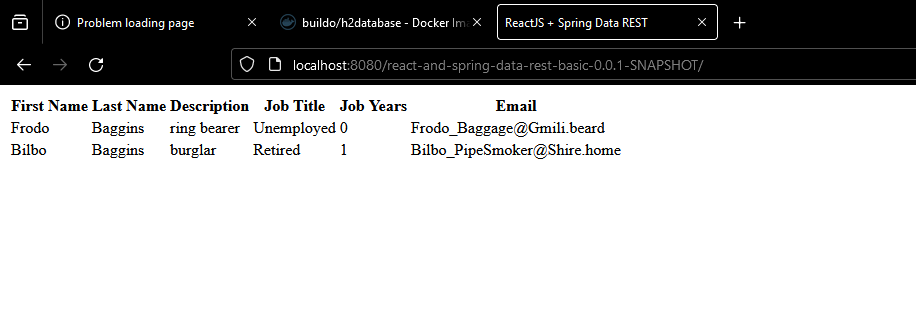 Problem loading page
buildo/h2database - Docker Im
ReactJS + Spring Data REST
localhost:8080/react-and-spring-data-rest-basic-0.0.1-SNAPSHOT/
First Name Last Name Description Job Title Job Years Email
Frodo Baggins ring bearer Unemployed 0 Frodo_Baggage@Gmili.beard
Bilbo Baggins burglar Retired 1 Bilbo_PipeSmoker@Shire.home